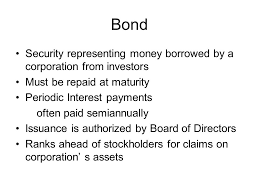 Bond
• Security representing money borrowed by a
corporation from investors
• Must be repaid at maturity
• Periodic Interest payments
often paid semiannually
• Issuance is authorized by Board of Directors
• Ranks ahead of stockholders for claims on
corporation’ s assets